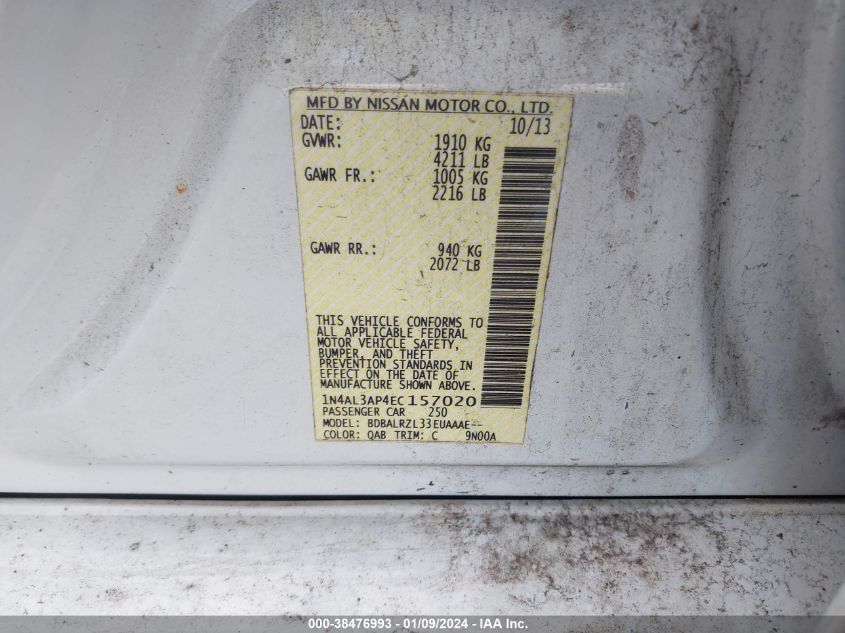 MFD BY NISSAN MOTOR CO., LTD.
DATE: 10/13
GVWR: 1910 KG
4211 LB
GAWR FR.: 1005 KG
2216 LB
GAWR RR.: 940 KG
2072 LB
THIS VEHICLE CONFORMS TO
ALL APPLICABLE FEDERAL
MOTOR VEHICLE SAFETY,
BUMPER, AND THEFT
PREVENTION STANDARDS IN
EFFECT ON THE DATE OF
MANUFACTURE SHOWN ABOVE.
1N4AL3AP4EC157020
PASSENGER CAR 250
MODEL: BDBALRZL33EUAAAE--
COLOR: QAB TRIM: C 9N00A
000-38476993 - 01/09/2024 - IAA Inc.